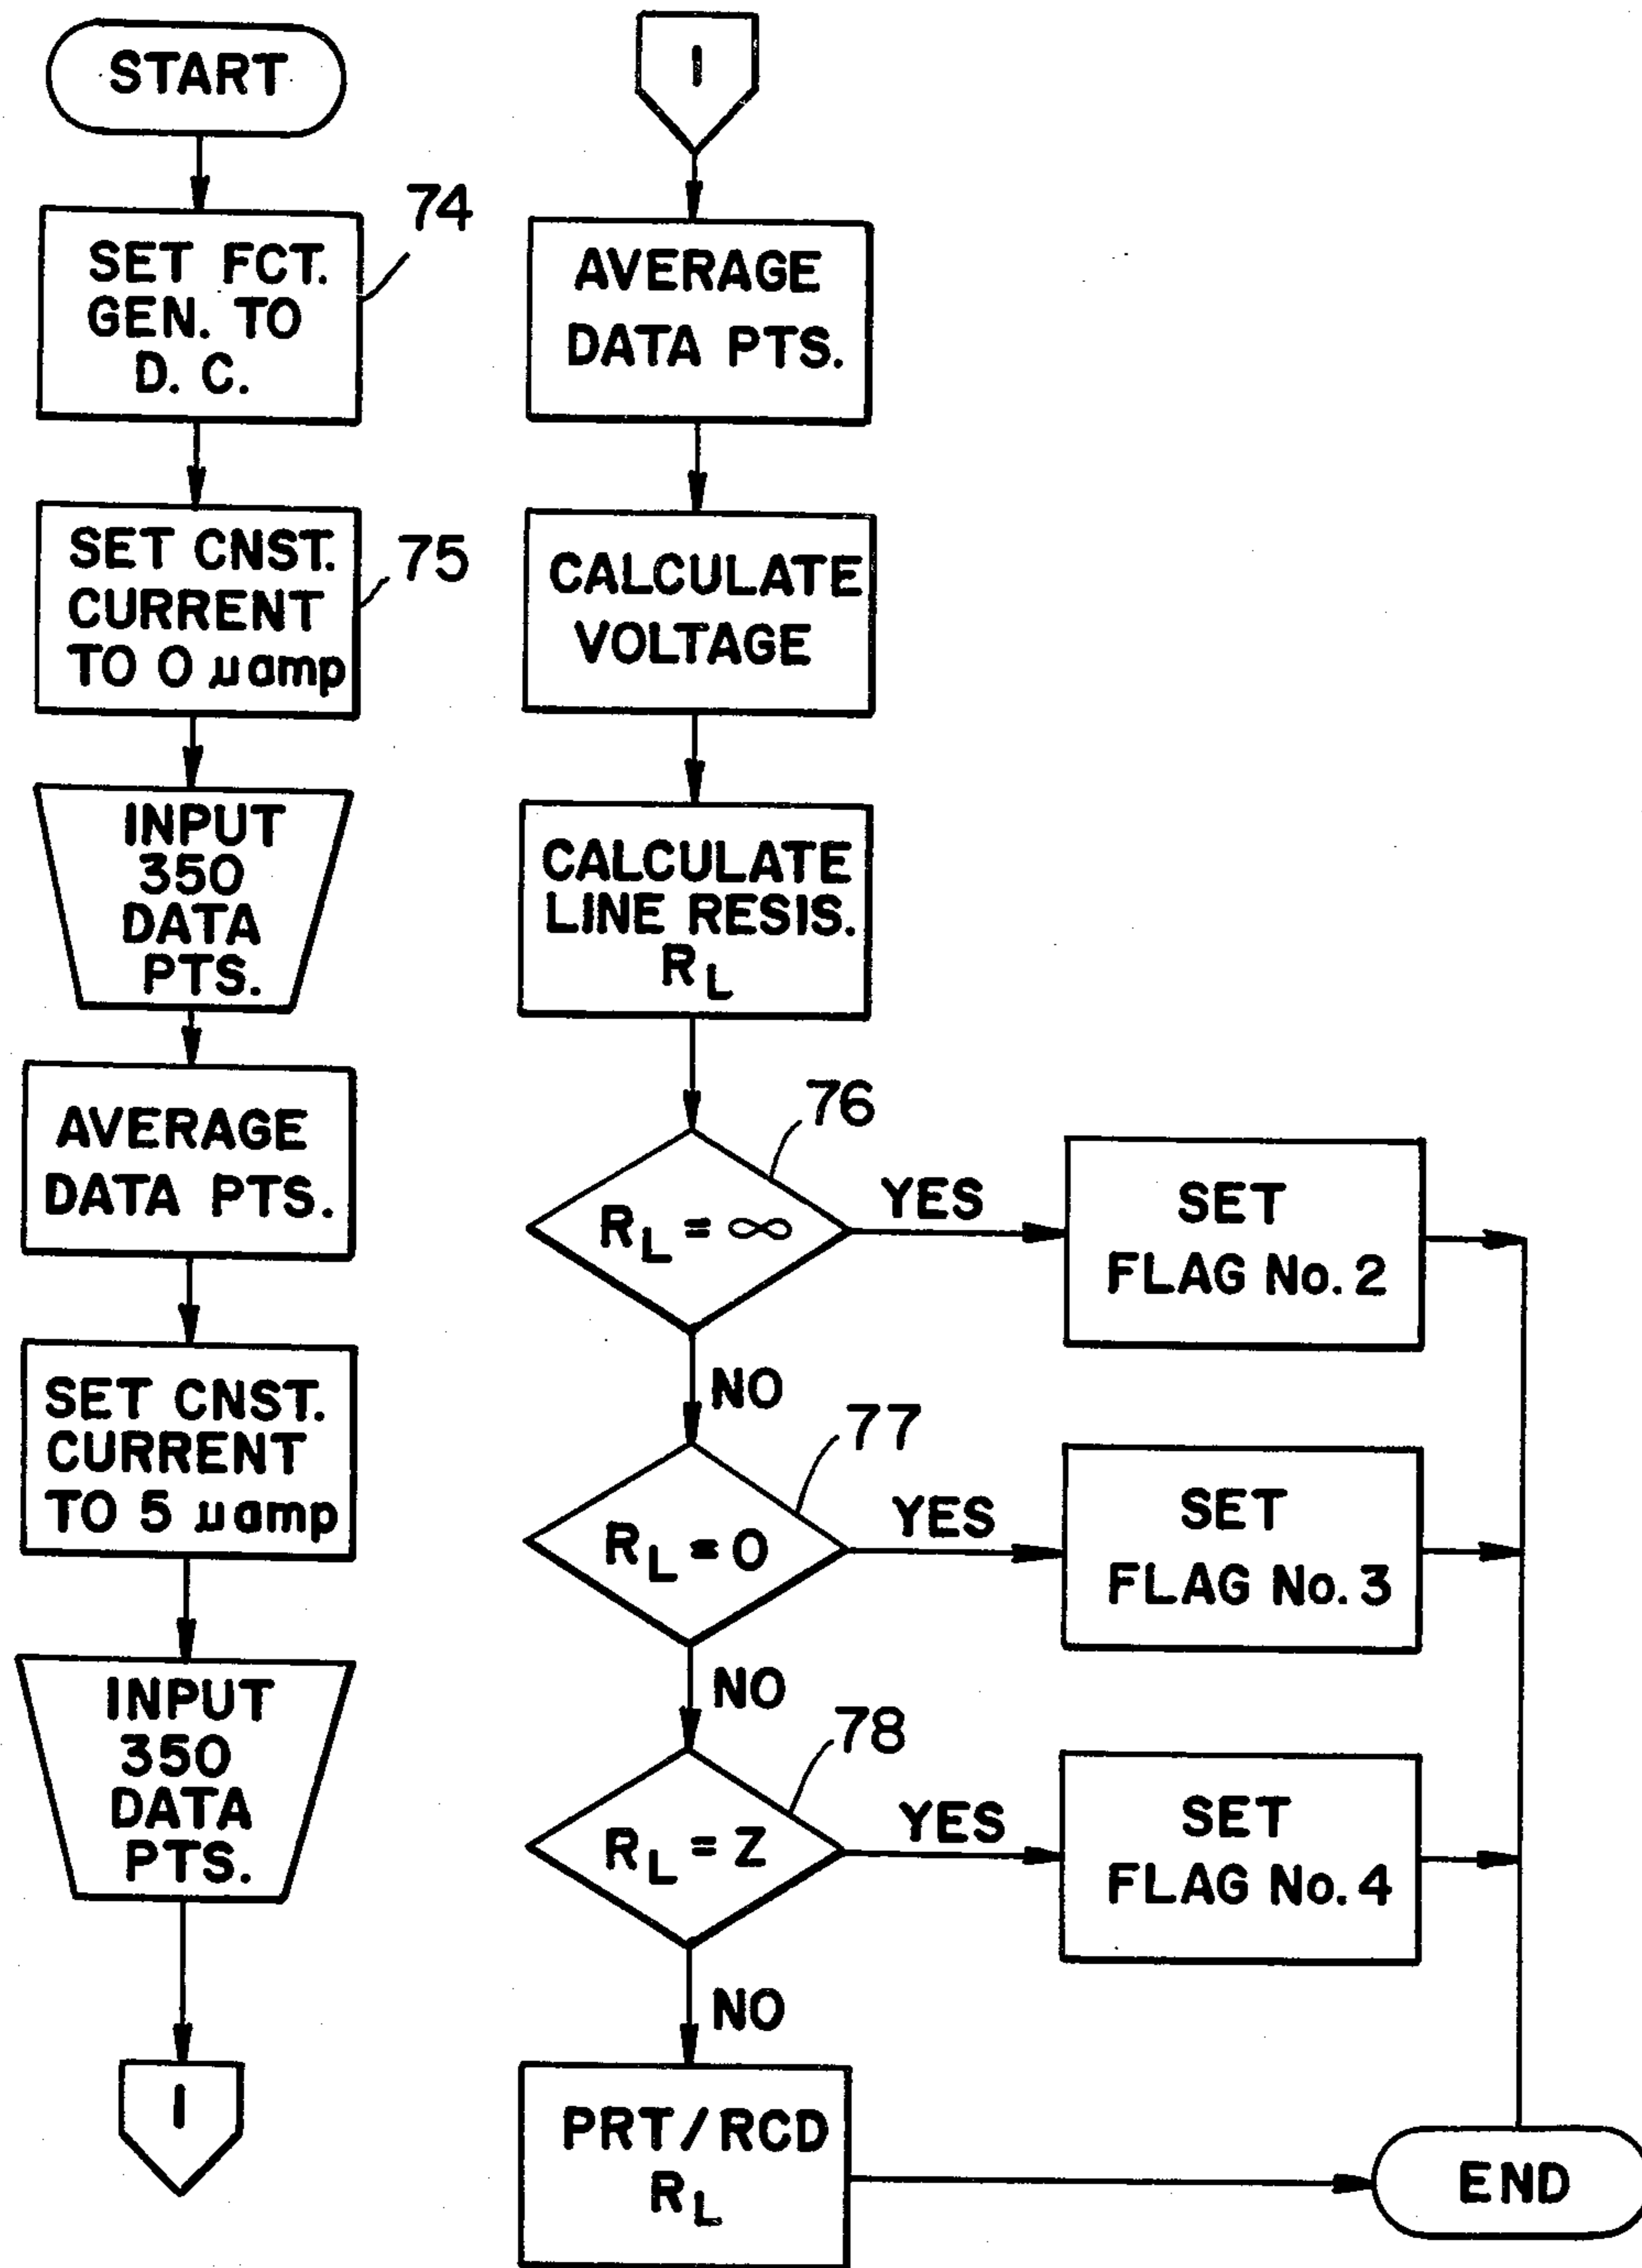 START
74
SET FCT.
GEN. TO
D. C.
75
SET CNST.
CURRENT
TO 0 µamp
INPUT
350
DATA
PTS.
AVERAGE
DATA PTS.
SET CNST.
CURRENT
TO 5 µamp
INPUT
350
DATA
PTS.
1
1
AVERAGE
DATA PTS.
CALCULATE
VOLTAGE
CALCULATE
LINE RESIS.
RL
76
RL = ∞
YES
SET
FLAG No. 2
NO
77
RL = 0
YES
SET
FLAG No. 3
NO
78
RL = Z
YES
SET
FLAG No. 4
NO
PRT/RCD
RL
END